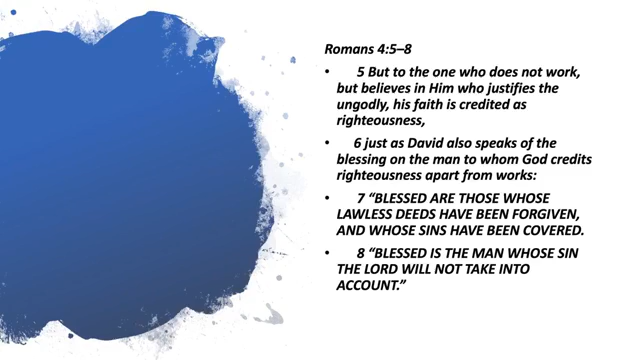 Romans 4:5–8
• 5 But to the one who does not work,
but believes in Him who justifies the
ungodly, his faith is credited as
righteousness,
• 6 just as David also speaks of the
blessing on the man to whom God credits
righteousness apart from works:
• 7 “BLESSED ARE THOSE WHOSE
LAWLESS DEEDS HAVE BEEN FORGIVEN,
AND WHOSE SINS HAVE BEEN COVERED.
• 8 “BLESSED IS THE MAN WHOSE SIN
THE LORD WILL NOT TAKE INTO
ACCOUNT.”